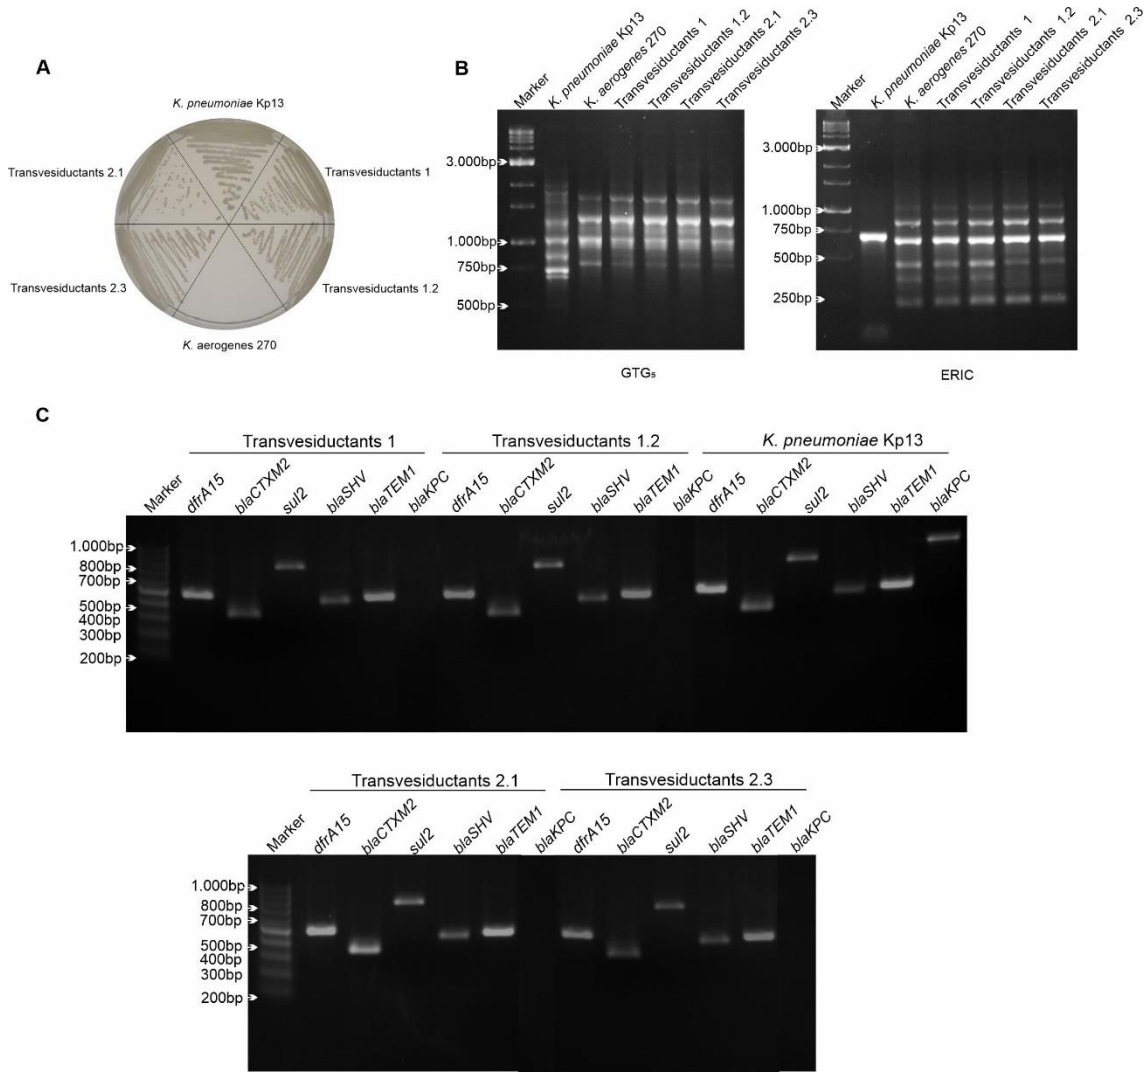 A
K. pneumoniae Kp13
Transvesiductants 2.1
Transvesiductants 1
Transvesiductants 2.3
Transvesiductants 1.2
K. aerogenes 270
B
Marker
K. pneumoniae Kp13
K. aerogenes 270
Transvesiductants 1
Transvesiductants 1.2
Transvesiductants 2.1
Transvesiductants 2.3
3.000bp
1.000bp
750bp
500bp
GTG₅
Marker
K. pneumoniae Kp13
K. aerogenes 270
Transvesiductants 1
Transvesiductants 1.2
Transvesiductants 2.1
Transvesiductants 2.3
3.000bp
1.000bp
750bp
500bp
250bp
ERIC
C
Transvesiductants 1
Transvesiductants 1.2
K. pneumoniae Kp13
Marker
dfrA15
blaCTXM2
sul2
blaSHV
blaTEM1
blaKPC
dfrA15
blaCTXM2
sul2
blaSHV
blaTEM1
blaKPC
dfrA15
blaCTXM2
sul2
blaSHV
blaTEM1
blaKPC
1.000bp
800bp
700bp
500bp
400bp
300bp
200bp
Transvesiductants 2.1
Transvesiductants 2.3
Marker
dfrA15
blaCTXM2
sul2
blaSHV
blaTEM1
blaKPC
dfrA15
blaCTXM2
sul2
blaSHV
blaTEM1
blaKPC
1.000bp
800bp
700bp
500bp
400bp
300bp
200bp